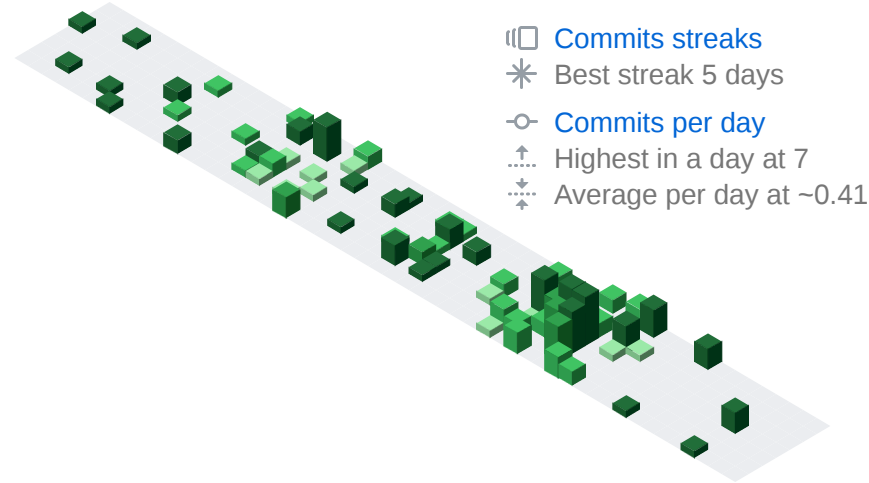 Commits streaks
Best streak 5 days
Commits per day
Highest in a day at 7
Average per day at ~0.41